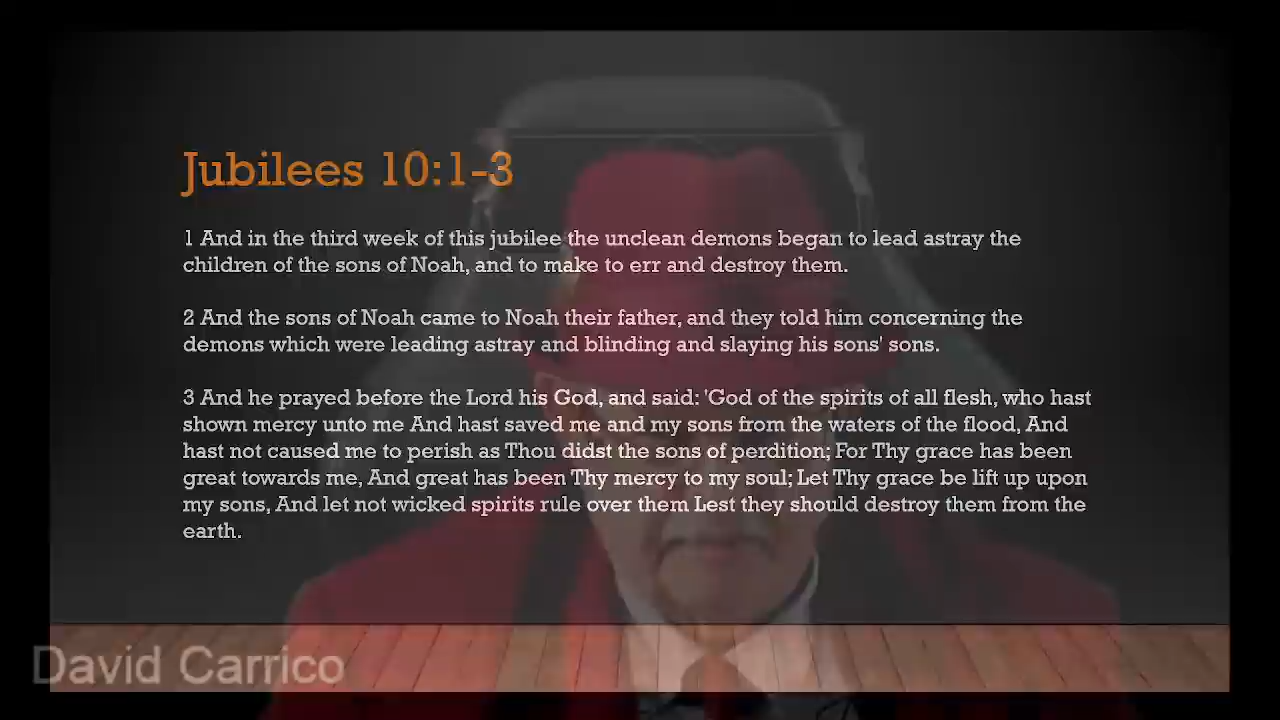 Jubilees 10:1-3
1 And in the third week of this jubilee the unclean demons began to lead astray the
children of the sons of Noah, and to make to err and destroy them.
2 And the sons of Noah came to Noah their father, and they told him concerning the
demons which were leading astray and blinding and slaying his sons' sons.
3 And he prayed before the Lord his God, and said: 'God of the spirits of all flesh, who hast
shown mercy unto me And hast saved me and my sons from the waters of the flood, And
hast not caused me to perish as Thou didst the sons of perdition; For Thy grace has been
great towards me, And great has been Thy mercy to my soul; Let Thy grace be lift up upon
my sons, And let not wicked spirits rule over them Lest they should destroy them from the
earth.
David Carrico